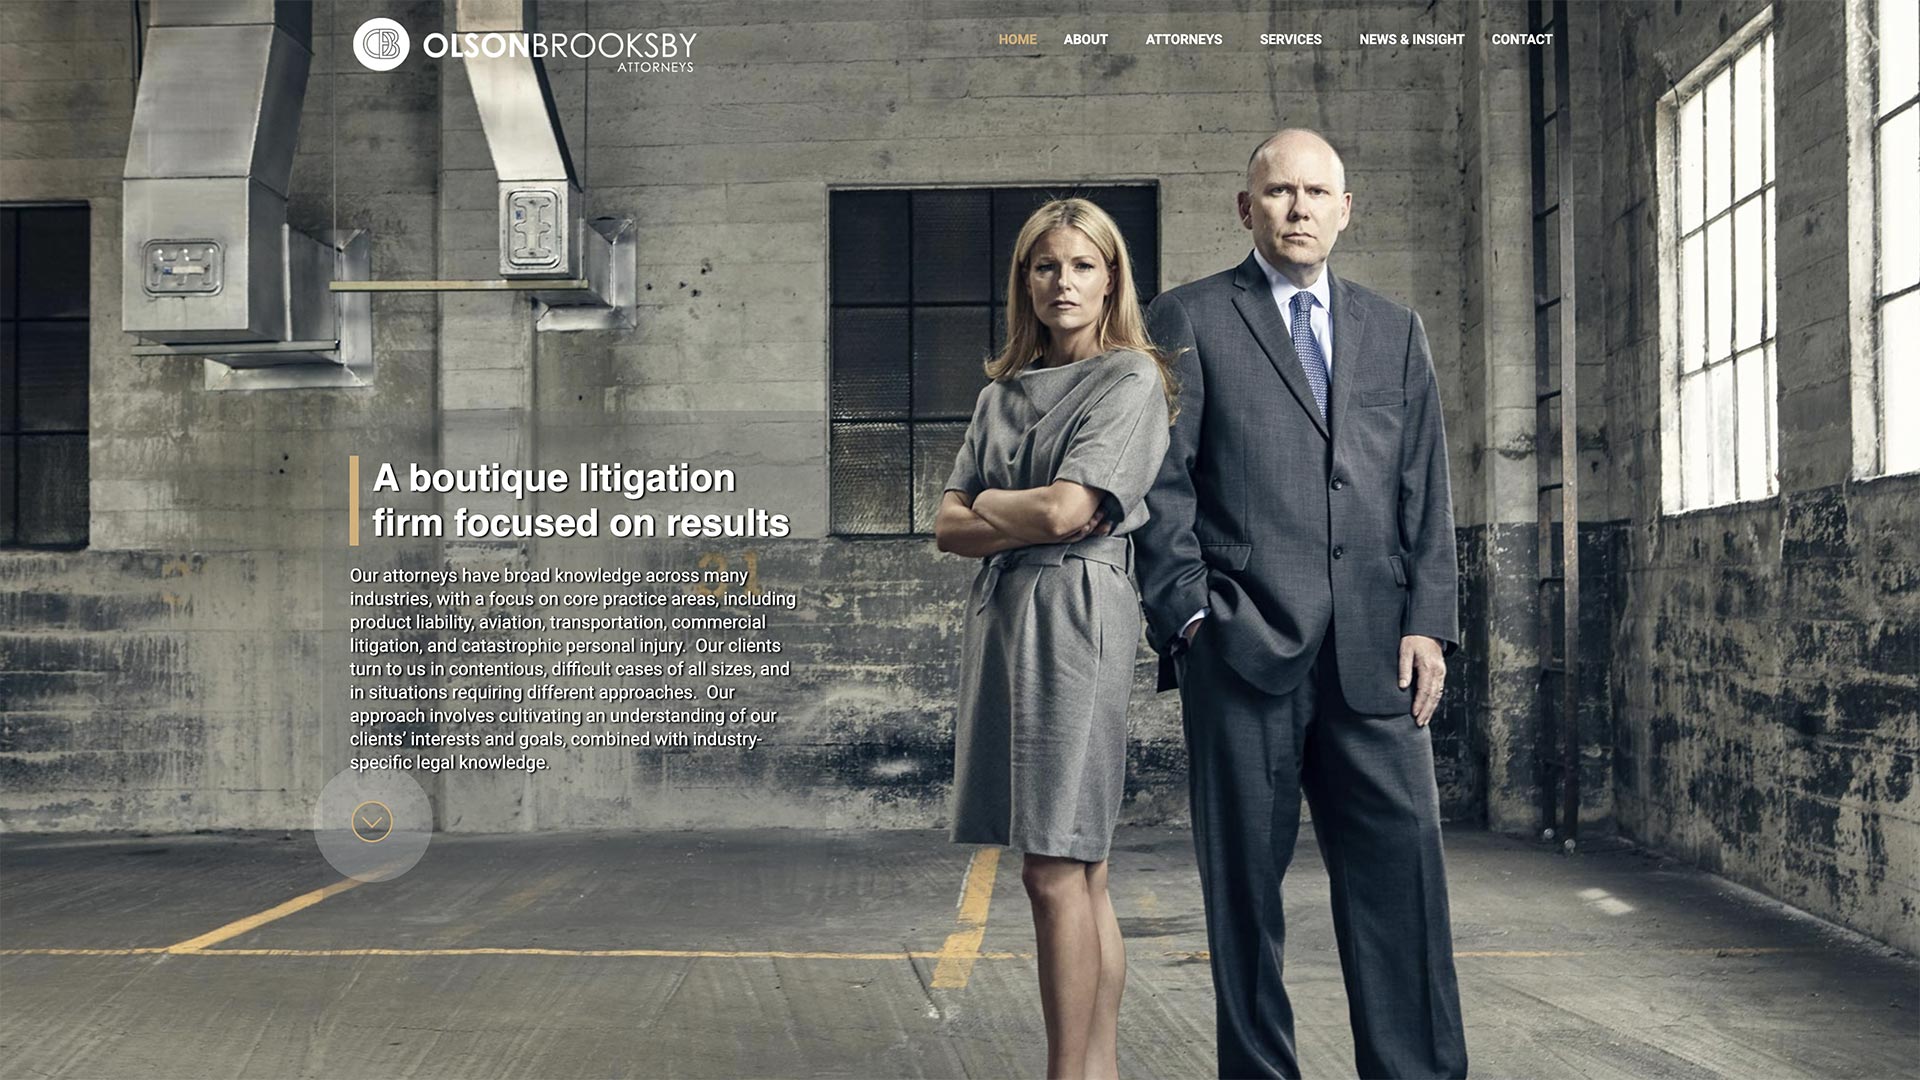 OB OLSONBROOKSBY
ATTORNEYS
HOME ABOUT ATTORNEYS SERVICES NEWS & INSIGHT CONTACT
A boutique litigation
firm focused on results
Our attorneys have broad knowledge across many
industries, with a focus on core practice areas, including
product liability, aviation, transportation, commercial
litigation, and catastrophic personal injury.  Our clients
turn to us in contentious, difficult cases of all sizes, and
in situations requiring different approaches.  Our
approach involves cultivating an understanding of our
clients’ interests and goals, combined with industry-
specific legal knowledge.
31